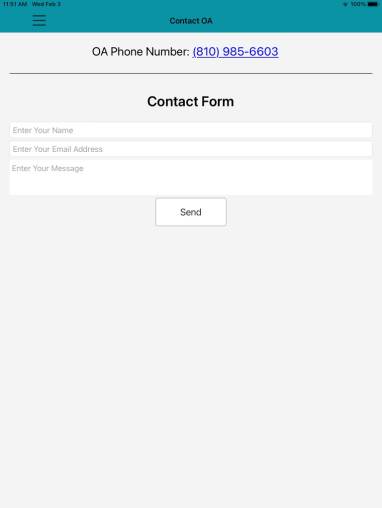 11:51 AM Wed Feb 3
100%
Contact OA
OA Phone Number: (810) 985-6603
Contact Form
Enter Your Name
Enter Your Email Address
Enter Your Message
Send